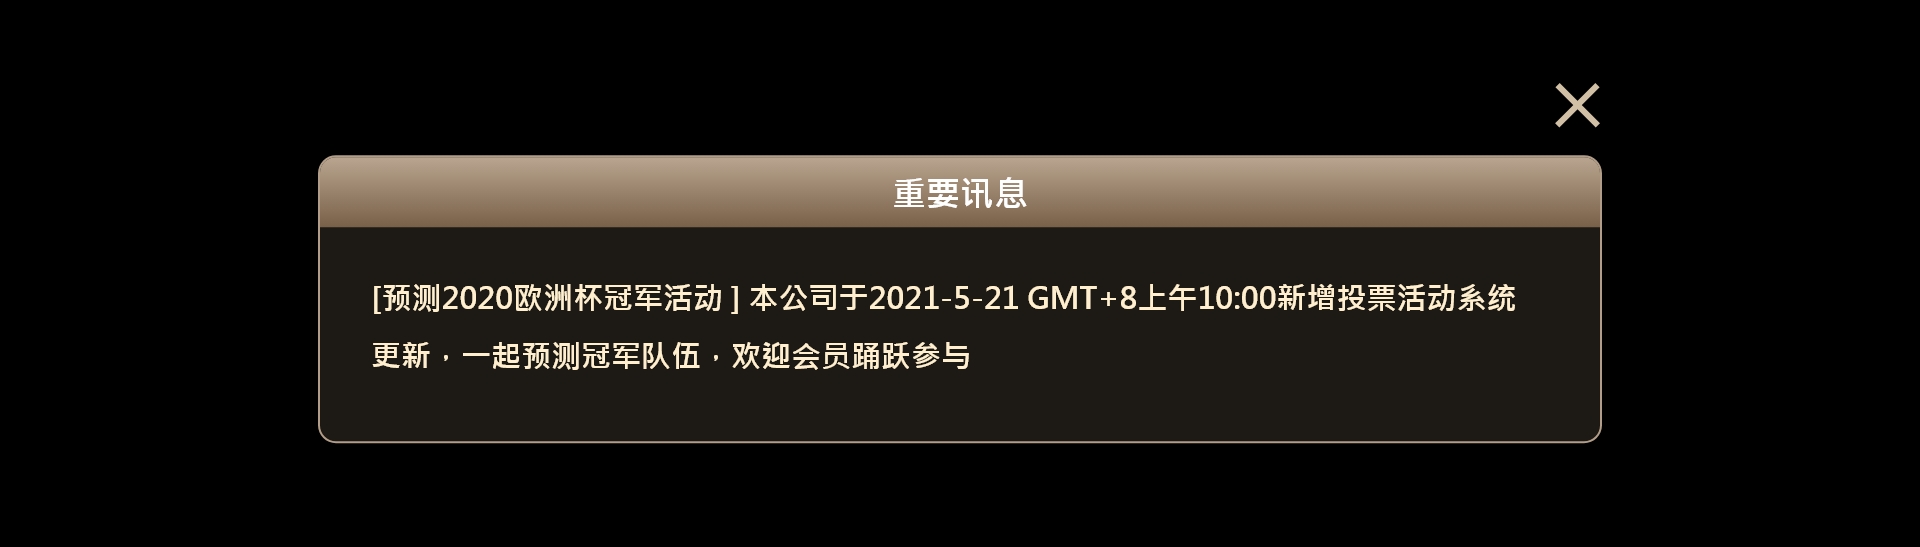 重要讯息
[预测2020欧洲杯冠军活动 ] 本公司于2021-5-21 GMT+8上午10:00新增投票活动系统
更新，一起预测冠军队伍，欢迎会员踊跃参与